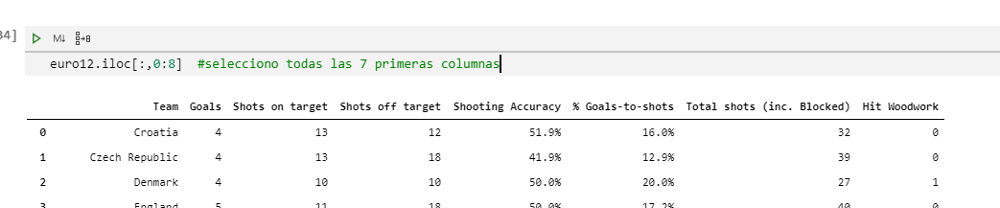 34]
M↓
euro12.iloc[:,0:8] #selecciono todas las 7 primeras columnas
Team Goals Shots on target Shots off target Shooting Accuracy % Goals-to-shots Total shots (inc. Blocked) Hit Woodwork
0 Croatia 4 13 12 51.9% 16.0% 32 0
1 Czech Republic 4 13 18 41.9% 12.9% 39 0
2 Denmark 4 10 10 50.0% 20.0% 27 1
3 England 5 11 18 50.0% 17.2% 40 0